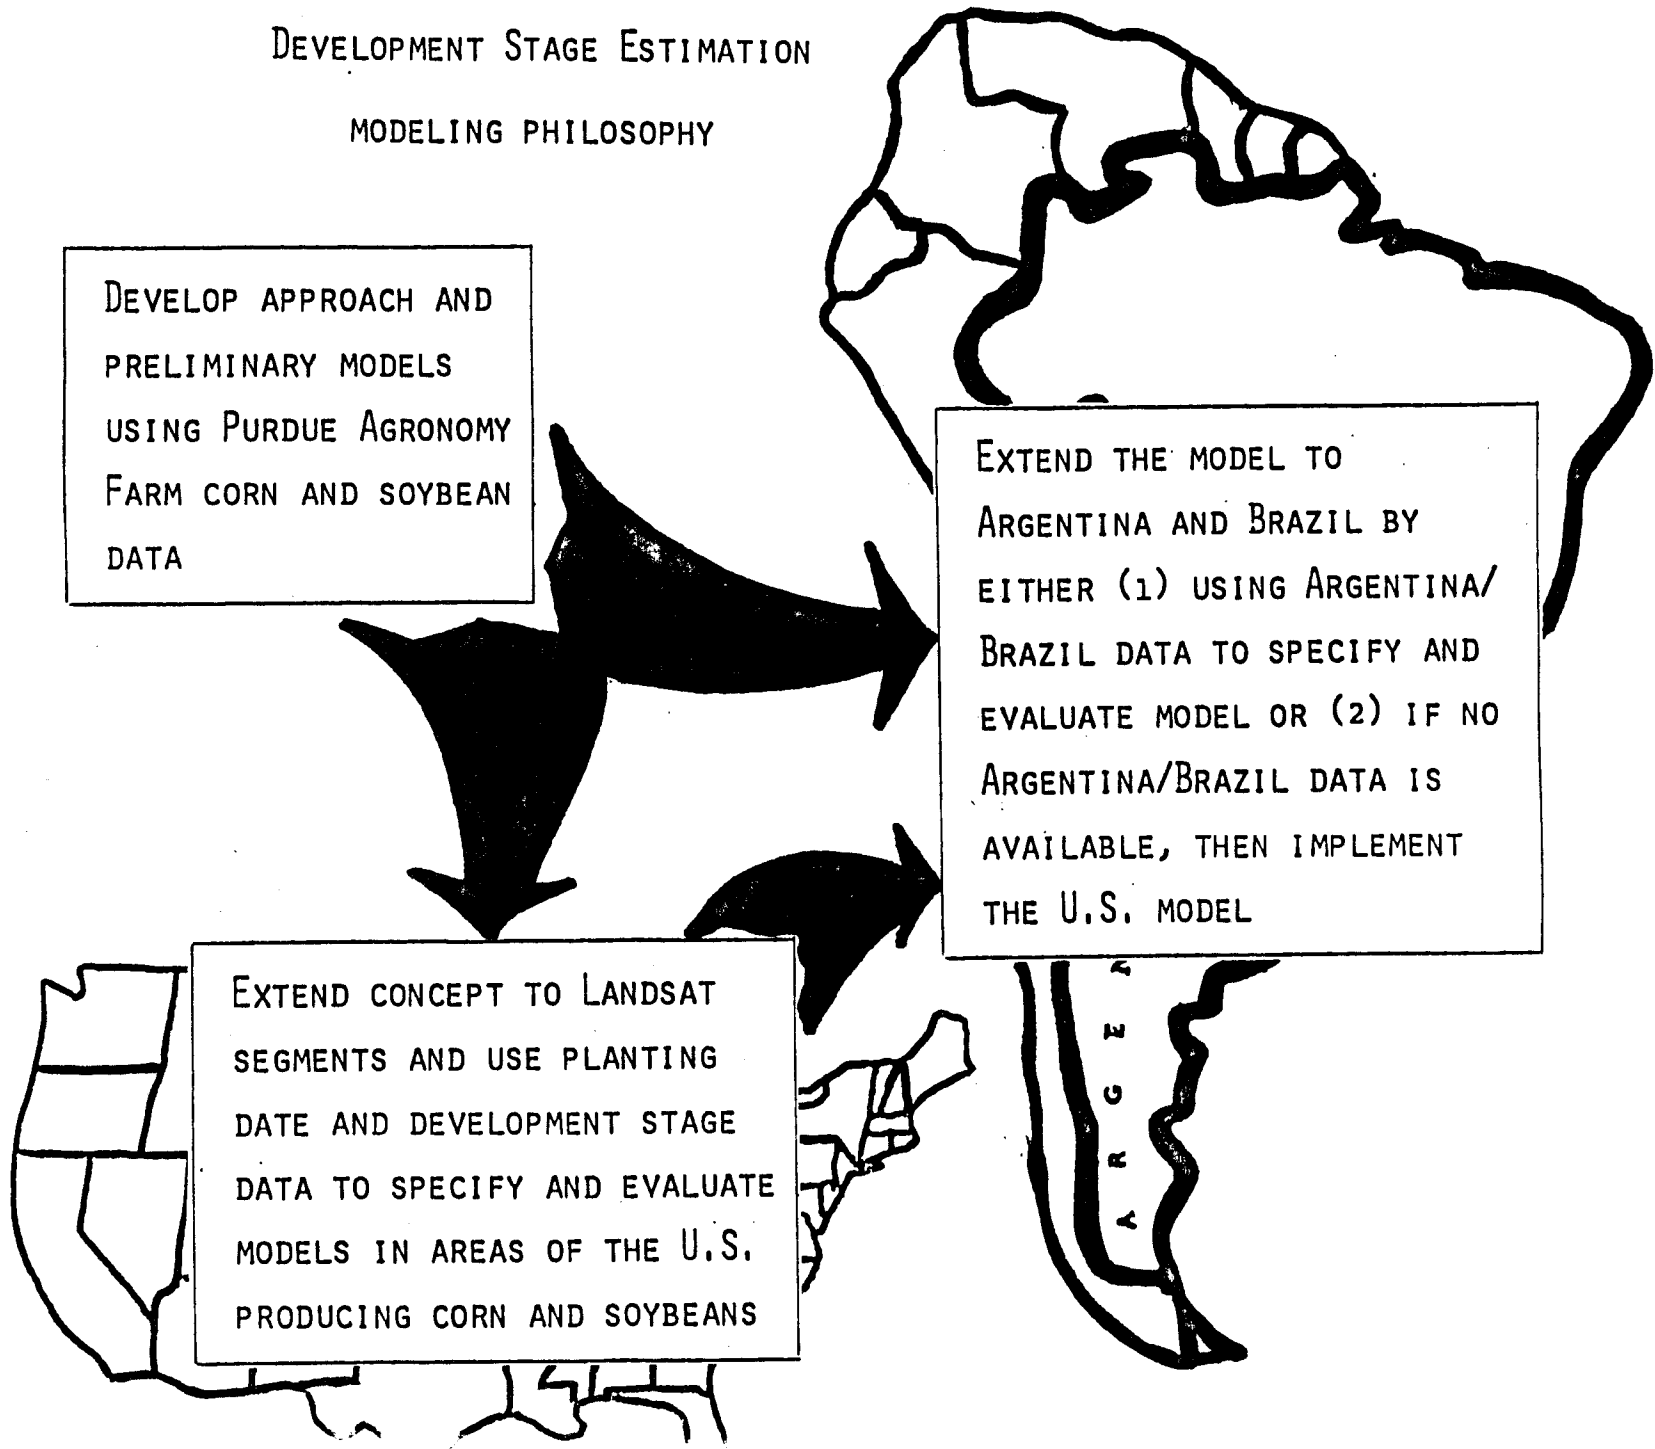 Development Stage Estimation
modeling philosophy
Develop approach and
preliminary models
using Purdue Agronomy
Farm corn and soybean
data
Extend the model to
Argentina and Brazil by
either (1) using Argentina/
Brazil data to specify and
evaluate model or (2) if no
Argentina/Brazil data is
available, then implement
the U.S. model
Extend concept to Landsat
segments and use planting
date and development stage
data to specify and evaluate
models in areas of the U.S.
producing corn and soybeans
ARGEN